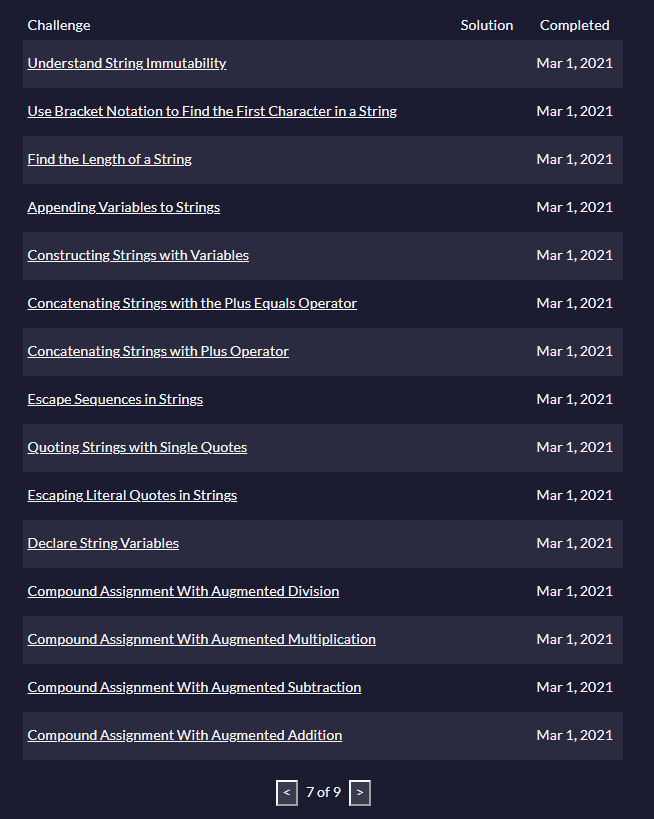 Challenge Solution Completed
Understand String Immutability Mar 1, 2021
Use Bracket Notation to Find the First Character in a String Mar 1, 2021
Find the Length of a String Mar 1, 2021
Appending Variables to Strings Mar 1, 2021
Constructing Strings with Variables Mar 1, 2021
Concatenating Strings with the Plus Equals Operator Mar 1, 2021
Concatenating Strings with Plus Operator Mar 1, 2021
Escape Sequences in Strings Mar 1, 2021
Quoting Strings with Single Quotes Mar 1, 2021
Escaping Literal Quotes in Strings Mar 1, 2021
Declare String Variables Mar 1, 2021
Compound Assignment With Augmented Division Mar 1, 2021
Compound Assignment With Augmented Multiplication Mar 1, 2021
Compound Assignment With Augmented Subtraction Mar 1, 2021
Compound Assignment With Augmented Addition Mar 1, 2021
< 7 of 9 >